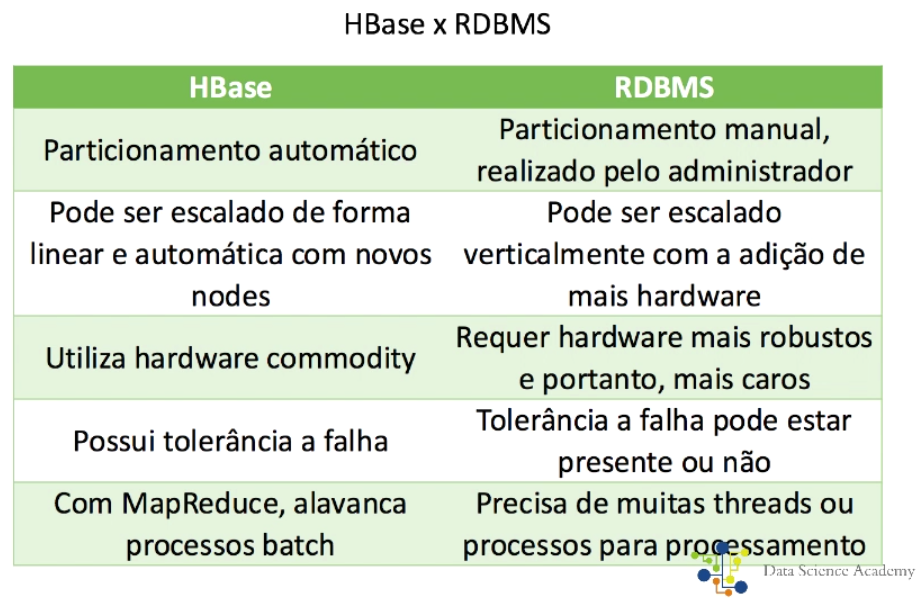 HBase x RDBMS
HBase
RDBMS
Particionamento automático
Particionamento manual,
realizado pelo administrador
Pode ser escalado de forma
linear e automática com novos
nodes
Pode ser escalado
verticalmente com a adição de
mais hardware
Utiliza hardware commodity
Requer hardware mais robustos
e portanto, mais caros
Possui tolerância a falha
Tolerância a falha pode estar
presente ou não
Com MapReduce, alavanca
processos batch
Precisa de muitas threads ou
processos para processamento
Data Science Academy